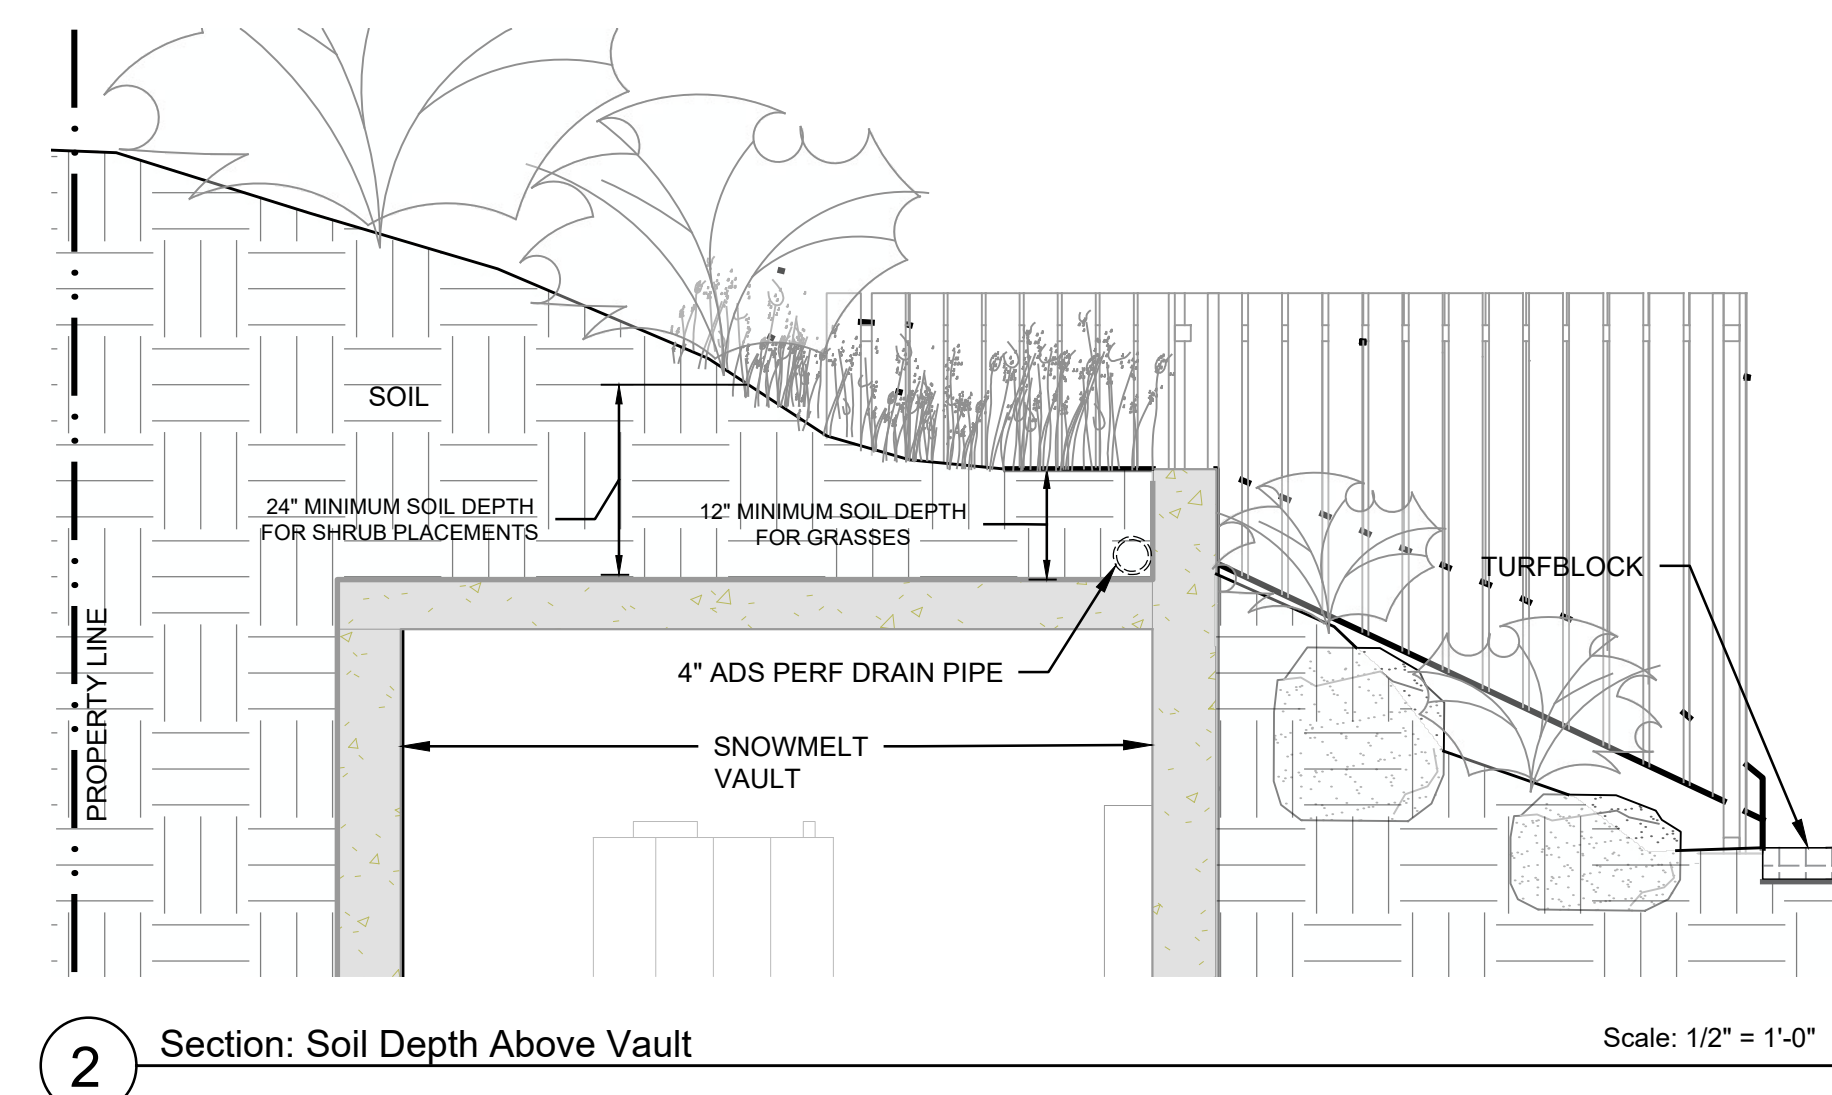 SOIL
24" MINIMUM SOIL DEPTH
FOR SHRUB PLACEMENTS
12" MINIMUM SOIL DEPTH
FOR GRASSES
TURFBLOCK
PROPERTY LINE
4" ADS PERF DRAIN PIPE
SNOWMELT
VAULT
2
Section: Soil Depth Above Vault
Scale: 1/2" = 1'-0"